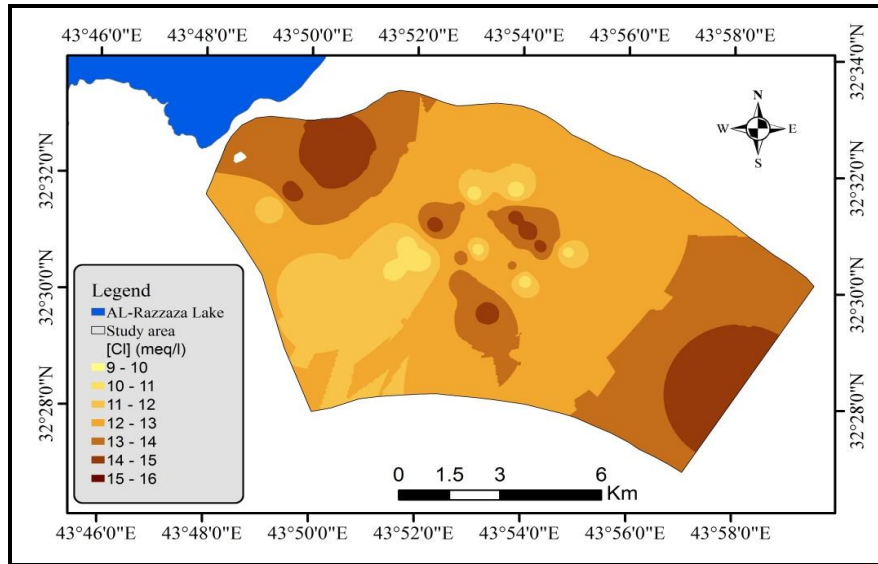 43°46'0"E 43°48'0"E 43°50'0"E 43°52'0"E 43°54'0"E 43°56'0"E 43°58'0"E
32°34'0"N
N
W E
S
32°32'0"N 32°32'0"N
32°30'0"N 32°30'0"N
32°28'0"N 32°28'0"N
Legend
AL-Razzaza Lake
Study area
[Cl] (meq/l)
9 - 10
10 - 11
11 - 12
12 - 13
13 - 14
14 - 15
15 - 16
0 1.5 3 6
Km
43°46'0"E 43°48'0"E 43°50'0"E 43°52'0"E 43°54'0"E 43°56'0"E 43°58'0"E